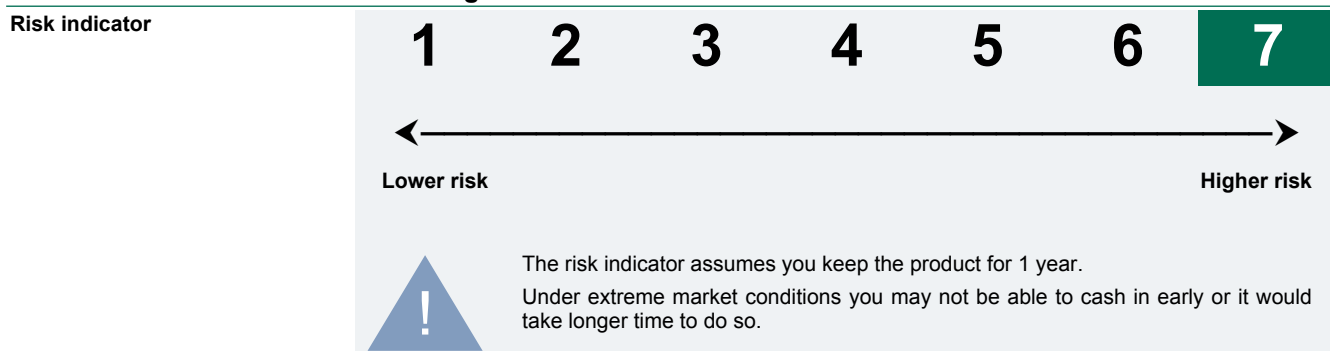 Risk indicator
1 2 3 4 5 6 7
Lower risk Higher risk
!
The risk indicator assumes you keep the product for 1 year.
Under extreme market conditions you may not be able to cash in early or it would
take longer time to do so.